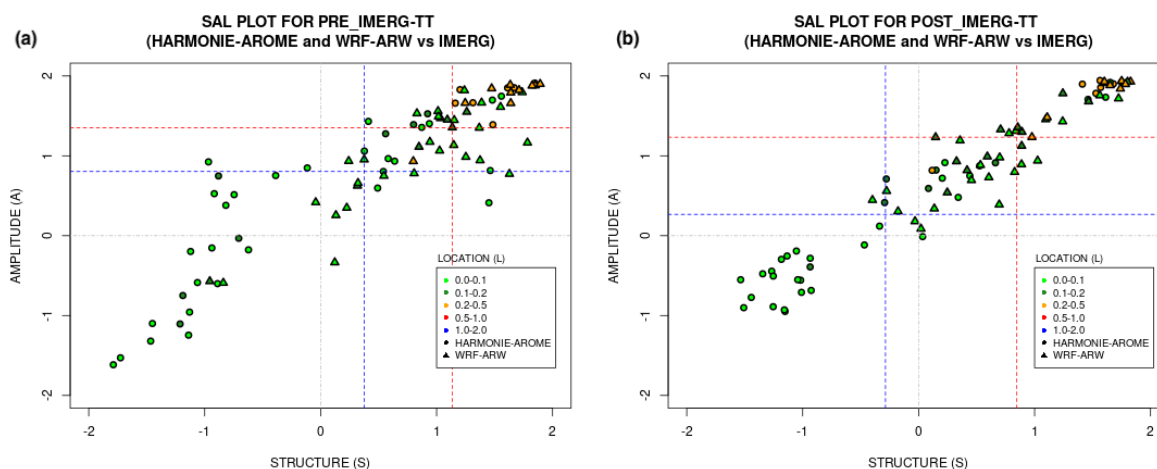 (a)
SAL PLOT FOR PRE_IMERG-TT
(HARMONIE-AROME and WRF-ARW vs IMERG)
AMPLITUDE (A)
2
1
0
-1
-2
-2 -1 0 1 2
STRUCTURE (S)
LOCATION (L)
0.0-0.1
0.1-0.2
0.2-0.5
0.5-1.0
1.0-2.0
HARMONIE-AROME
WRF-ARW
(b)
SAL PLOT FOR POST_IMERG-TT
(HARMONIE-AROME and WRF-ARW vs IMERG)
AMPLITUDE (A)
2
1
0
-1
-2
-2 -1 0 1 2
STRUCTURE (S)
LOCATION (L)
0.0-0.1
0.1-0.2
0.2-0.5
0.5-1.0
1.0-2.0
HARMONIE-AROME
WRF-ARW